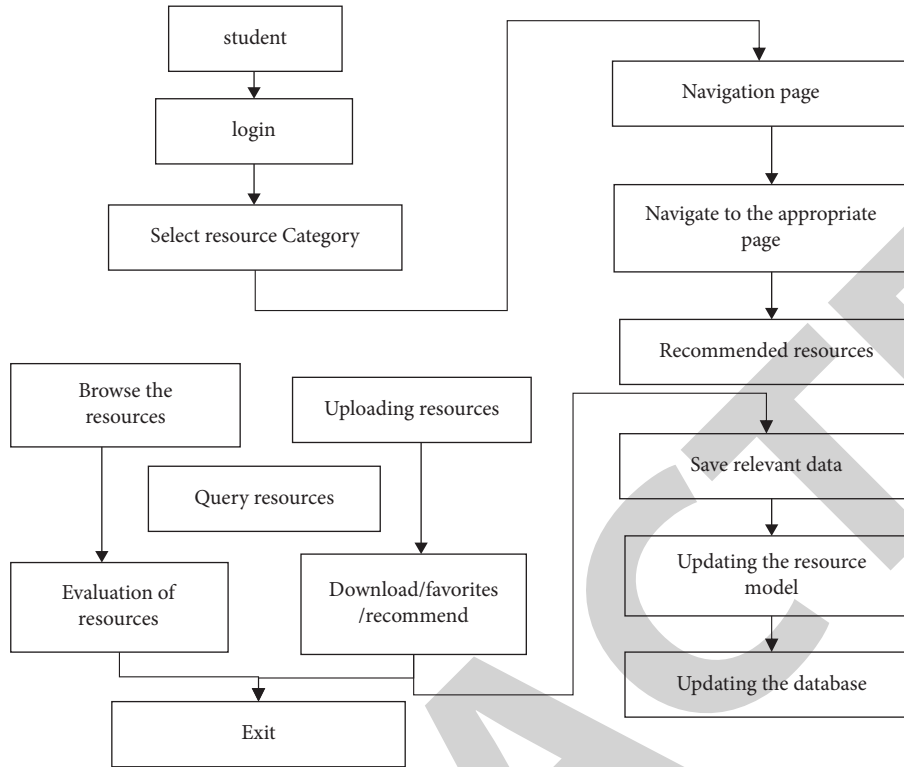 student
login
Select resource Category
Navigation page
Navigate to the appropriate
page
Recommended resources
Browse the
resources
Uploading resources
Query resources
Evaluation of
resources
Download/favorites
/recommend
Exit
Save relevant data
Updating the resource
model
Updating the database
ACTE